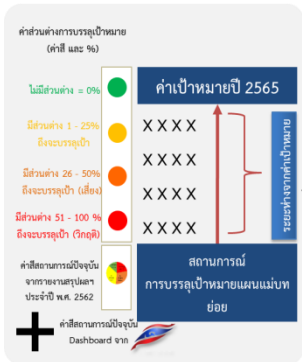 ค่าส่วนต่างการบรรลุเป้าหมาย
(ค่าสี และ %)
ไม่มีส่วนต่าง = 0%
มีส่วนต่าง 1 - 25%
ถึงจะบรรลุเป้า
มีส่วนต่าง 26 - 50%
ถึงจะบรรลุเป้า (เสี่ยง)
มีส่วนต่าง 51 - 100 %
ถึงจะบรรลุเป้า (วิกฤติ)
ค่าสีสถานการณ์ปัจจุบัน
จากรายงานสรุปผลฯ
ประจำปี พ.ศ. 2562
ค่าสีสถานการณ์ปัจจุบัน
Dashboard จาก
ค่าเป้าหมายปี 2565
X X X X
X X X X
X X X X
X X X X
ระยะห่างจากค่าเป้าหมาย
สถานการณ์
การบรรลุเป้าหมายแผนแม่บท
ย่อย